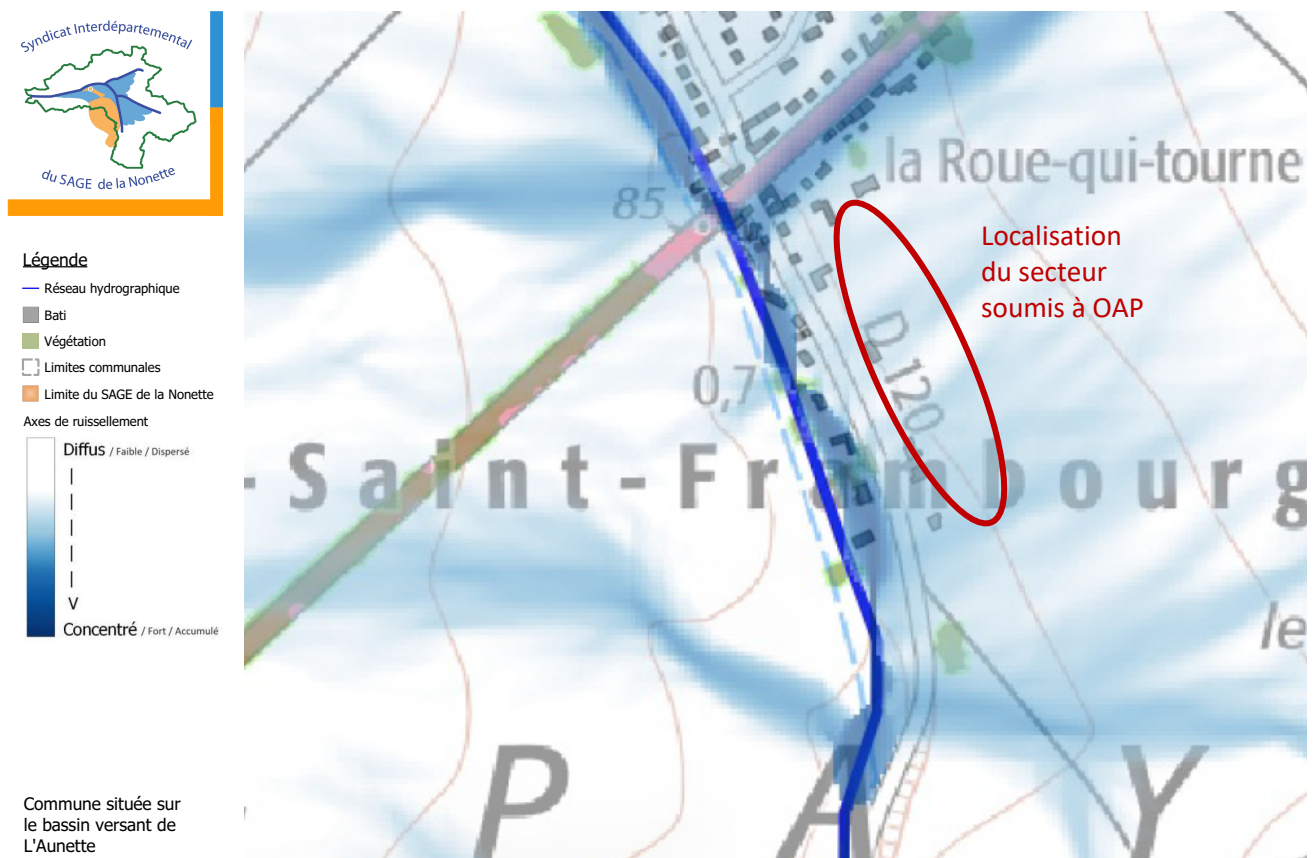 Syndicat Interdépartemental
du SAGE de la Nonette
Légende
Réseau hydrographique
Bati
Végétation
Limites communales
Limite du SAGE de la Nonette
Axes de ruissellement
Diffus / Faible / Dispersé
V
Concentré / Fort / Accumulé
Commune située sur
le bassin versant de
L'Aunette
la Roue-qui-tourne
85
Localisation
du secteur
soumis à OAP
D 120
0,7
-Saint-Frambourg
le
P A Y